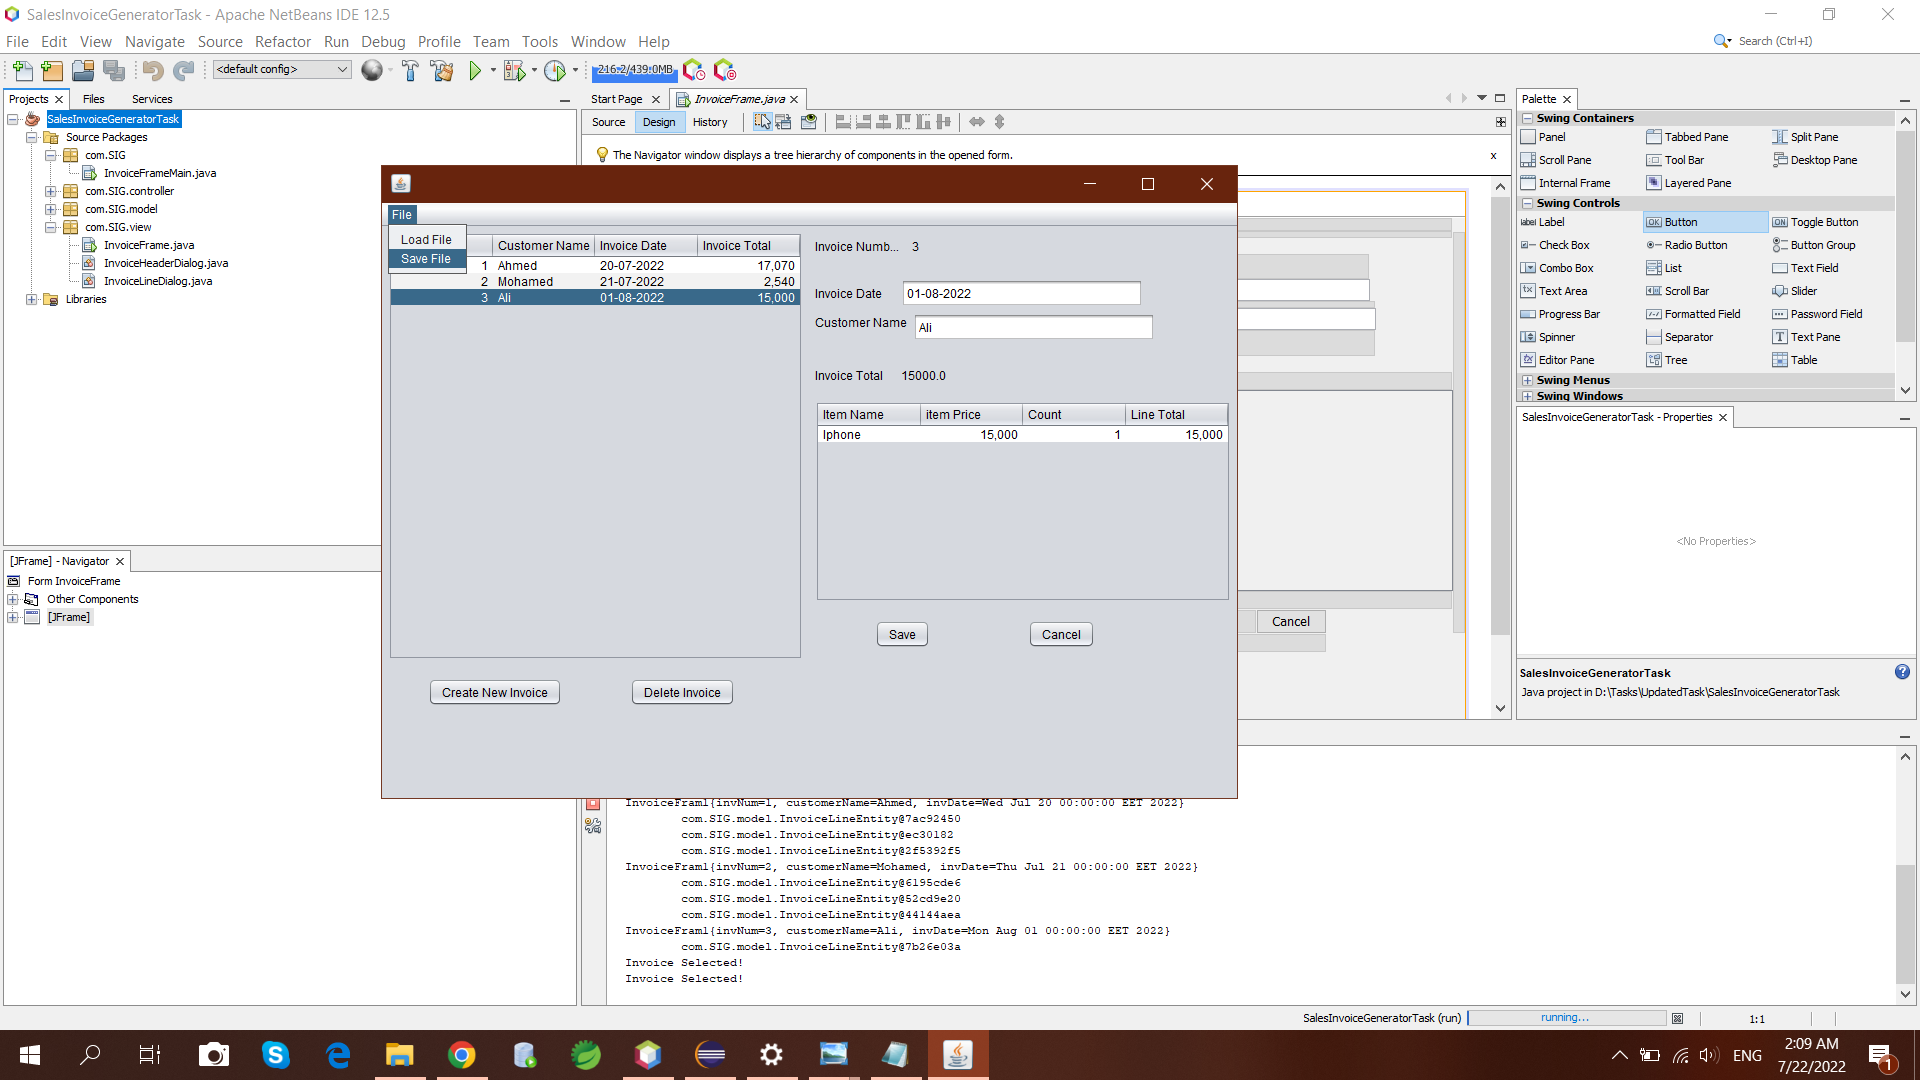 SalesInvoiceGeneratorTask - Apache NetBeans IDE 12.5
File Edit View Navigate Source Refactor Run Debug Profile Team Tools Window Help
Search (Ctrl+I)
<default config>
216.2/439.0MB
Projects Files Services
SalesInvoiceGeneratorTask
Source Packages
com.SIG
InvoiceFrameMain.java
com.SIG.controller
com.SIG.model
com.SIG.view
InvoiceFrame.java
InvoiceHeaderDialog.java
InvoiceLineDialog.java
Libraries
[JFrame] - Navigator
Form InvoiceFrame
Other Components
[JFrame]
Start Page InvoiceFrame.java
Source Design History
The Navigator window displays a tree hierarchy of components in the opened form. x
File
Load File
Save File
Customer Name Invoice Date Invoice Total
1 Ahmed 20-07-2022 17,070
2 Mohamed 21-07-2022 2,540
3 Ali 01-08-2022 15,000
Create New Invoice Delete Invoice
Invoice Numb... 3
Invoice Date 01-08-2022
Customer Name Ali
Invoice Total 15000.0
Item Name item Price Count Line Total
Iphone 15,000 1 15,000
Save Cancel
Cancel
Palette
Swing Containers
Panel Tabbed Pane Split Pane
Scroll Pane Tool Bar Desktop Pane
Internal Frame Layered Pane
Swing Controls
label Label OK Button ON Toggle Button
Check Box Radio Button Button Group
Combo Box List Text Field
Text Area Scroll Bar Slider
Progress Bar Formatted Field Password Field
Spinner Separator Text Pane
Editor Pane Tree Table
Swing Menus
Swing Windows
SalesInvoiceGeneratorTask - Properties
<No Properties>
SalesInvoiceGeneratorTask
Java project in D:\Tasks\UpdatedTask\SalesInvoiceGeneratorTask
InvoiceFram1{invNum=1, customerName=Ahmed, invDate=Wed Jul 20 00:00:00 EET 2022}
com.SIG.model.InvoiceLineEntity@7ac92450
com.SIG.model.InvoiceLineEntity@ec30182
com.SIG.model.InvoiceLineEntity@2f5392f5
InvoiceFram1{invNum=2, customerName=Mohamed, invDate=Thu Jul 21 00:00:00 EET 2022}
com.SIG.model.InvoiceLineEntity@6195cde6
com.SIG.model.InvoiceLineEntity@52cd9e20
com.SIG.model.InvoiceLineEntity@44144aea
InvoiceFram1{invNum=3, customerName=Ali, invDate=Mon Aug 01 00:00:00 EET 2022}
com.SIG.model.InvoiceLineEntity@7b26e03a
Invoice Selected!
Invoice Selected!
SalesInvoiceGeneratorTask (run) running... 1:1
ENG
2:09 AM
7/22/2022
1